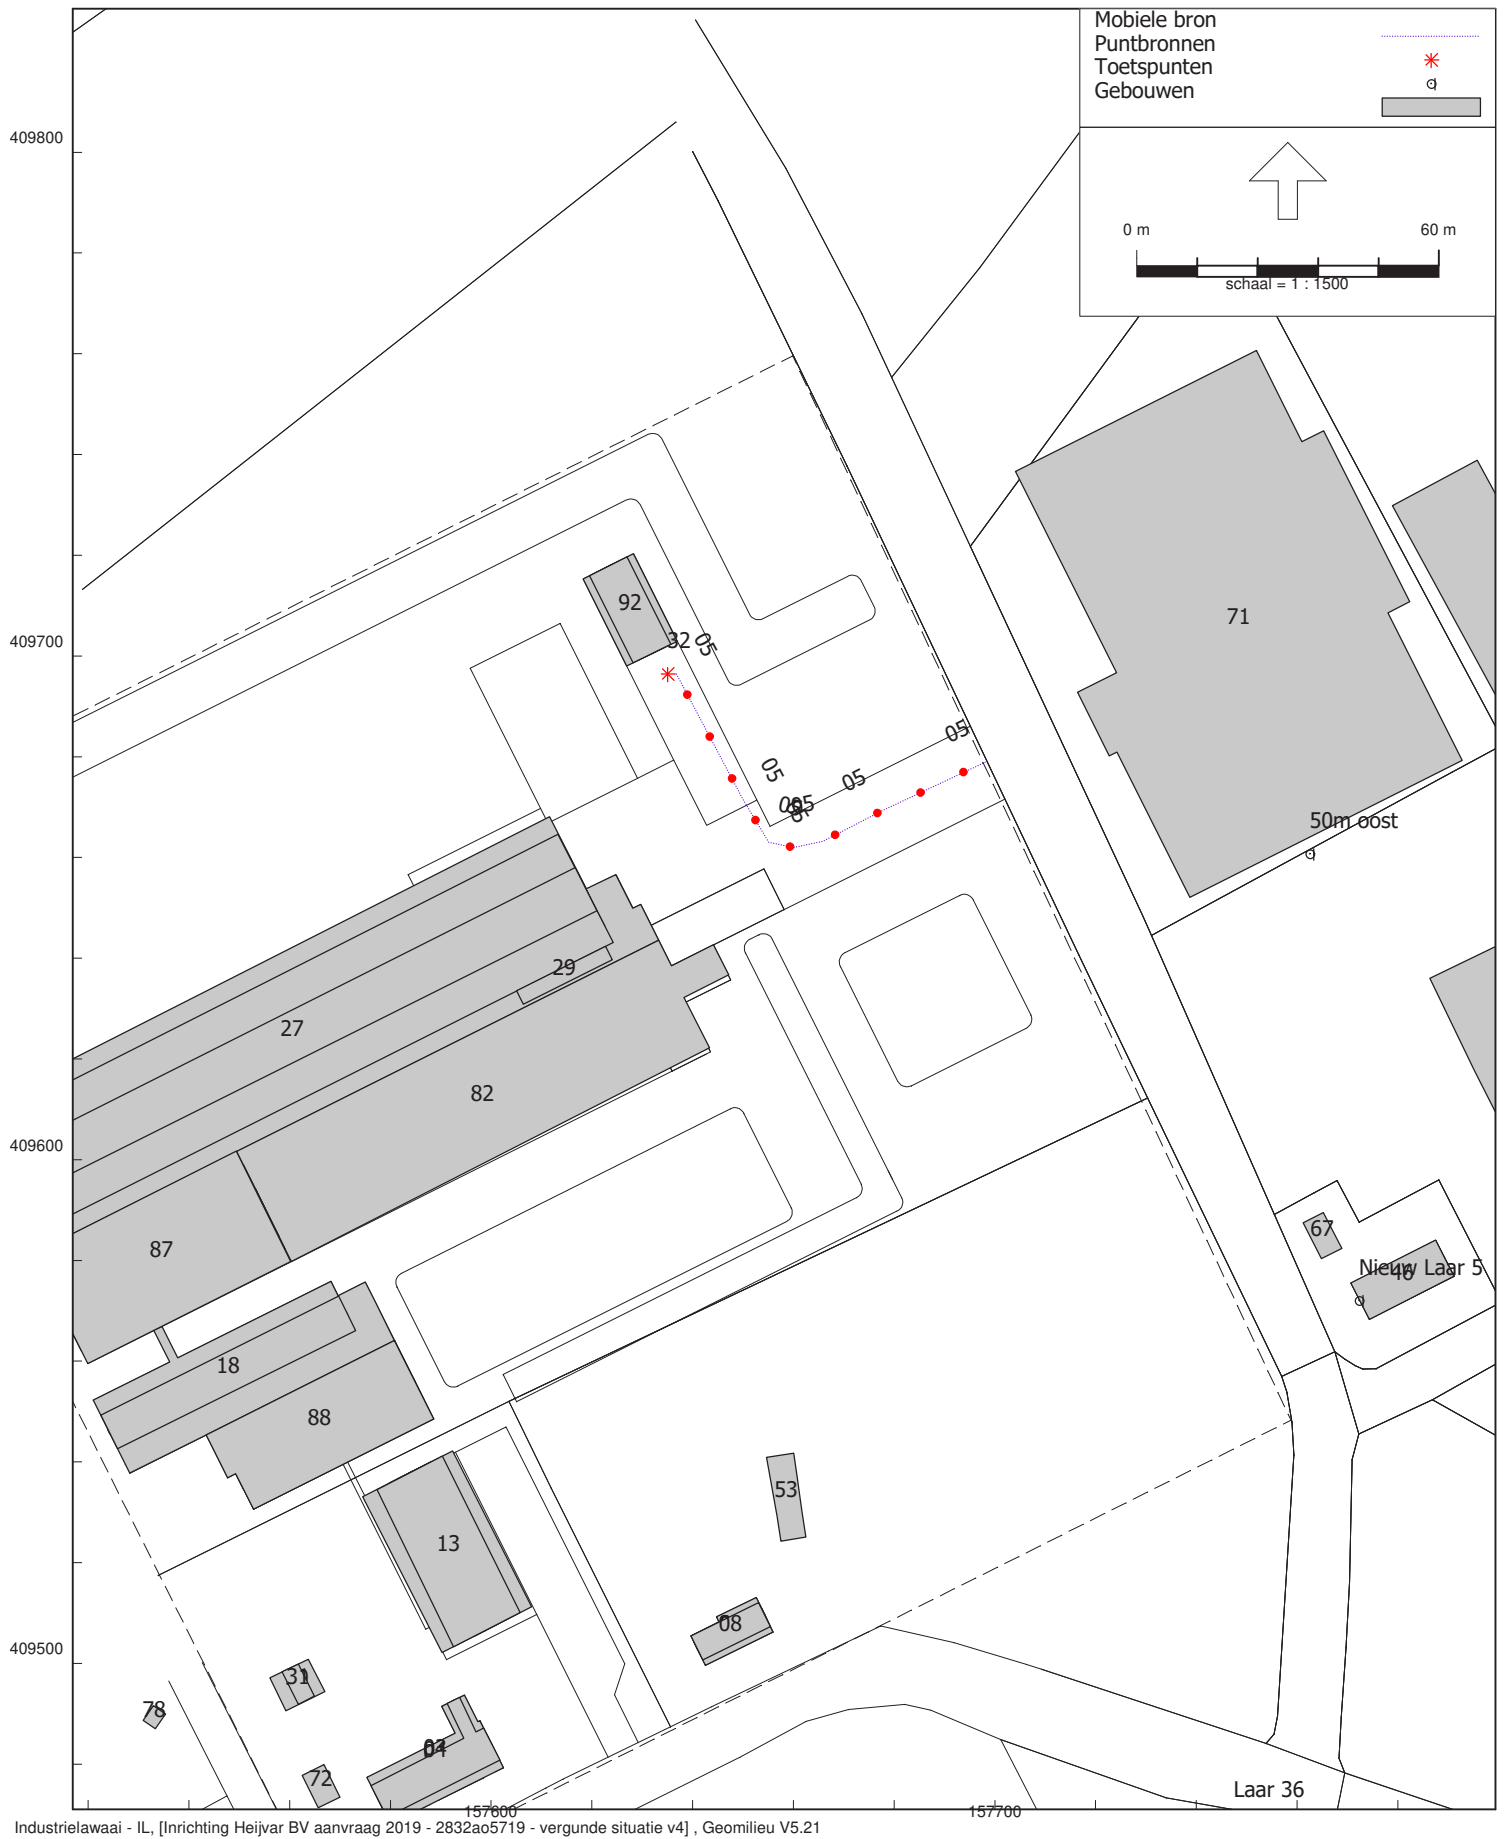 Mobiele bron
Puntbronnen
Toetspunten
Gebouwen
0 m 60 m
schaal = 1 : 1500
409800
409700
409600
409500
157600
157700
92
32
05
05
05
05
05
71
50m oost
29
27
82
87
18
88
13
53
08
67
46
Nieuw Laar 5
31
78
72
04
Laar 36
Industrielawaai - IL, [Inrichting Heijvar BV aanvraag 2019 - 2832ao5719 - vergunde situatie v4] , Geomilieu V5.21